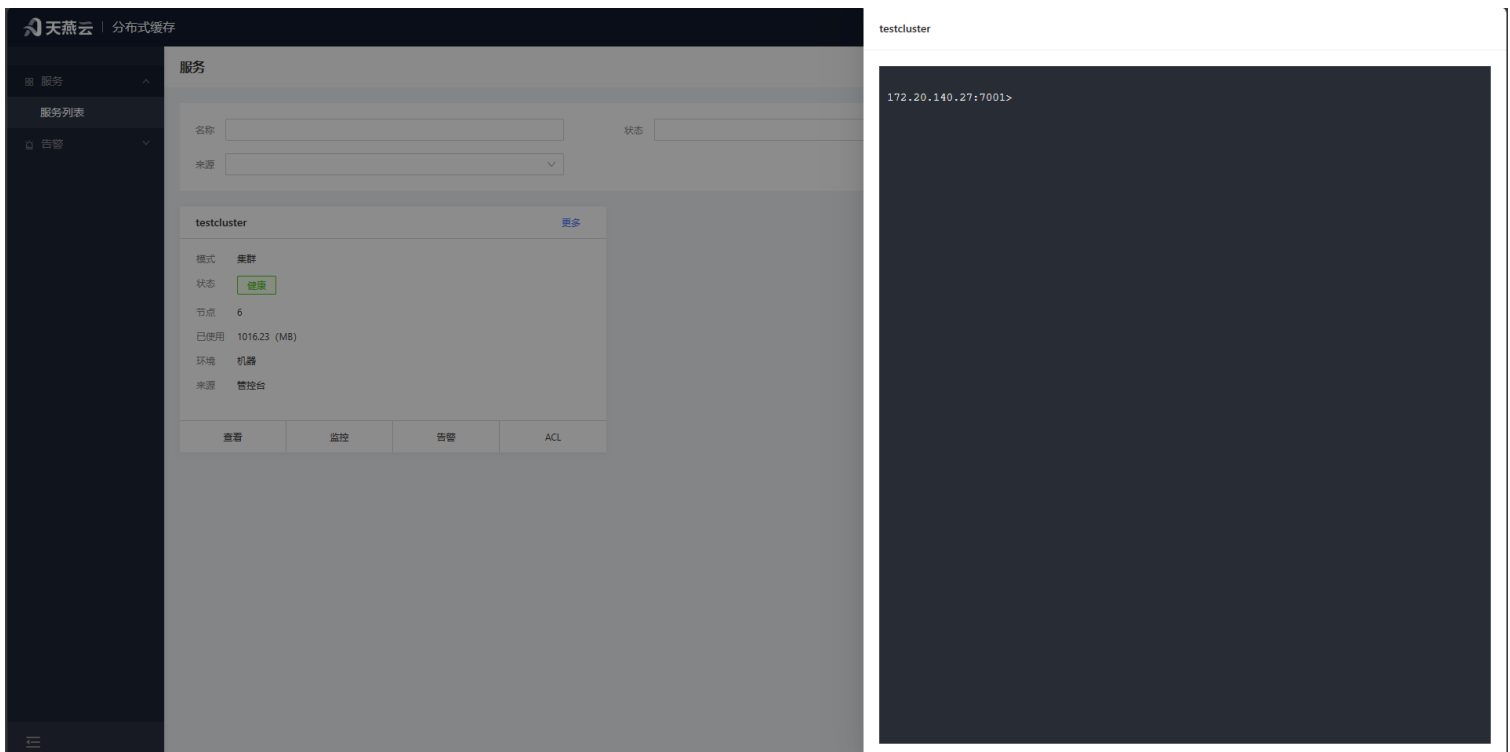 天燕云 分布式缓存
服务
服务列表
告警
服务
名称
状态
来源
testcluster 更多
模式 集群
状态 健康
节点 6
已使用 1016.23 (MB)
环境 机器
来源 管控台
查看 监控 告警 ACL
testcluster
172.20.140.27:7001>